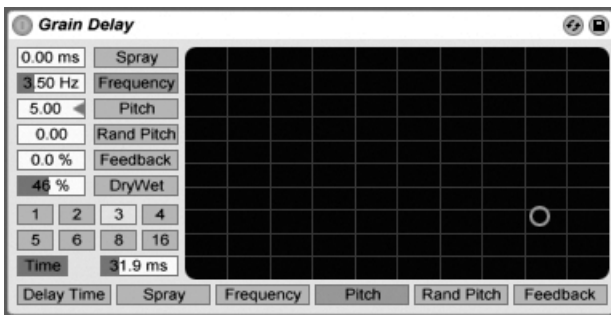 Grain Delay
0.00 ms Spray
3.50 Hz Frequency
5.00 Pitch
0.00 Rand Pitch
0.0 % Feedback
46 % DryWet
1 2 3 4
5 6 8 16
Time 31.9 ms
Delay Time Spray Frequency Pitch Rand Pitch Feedback